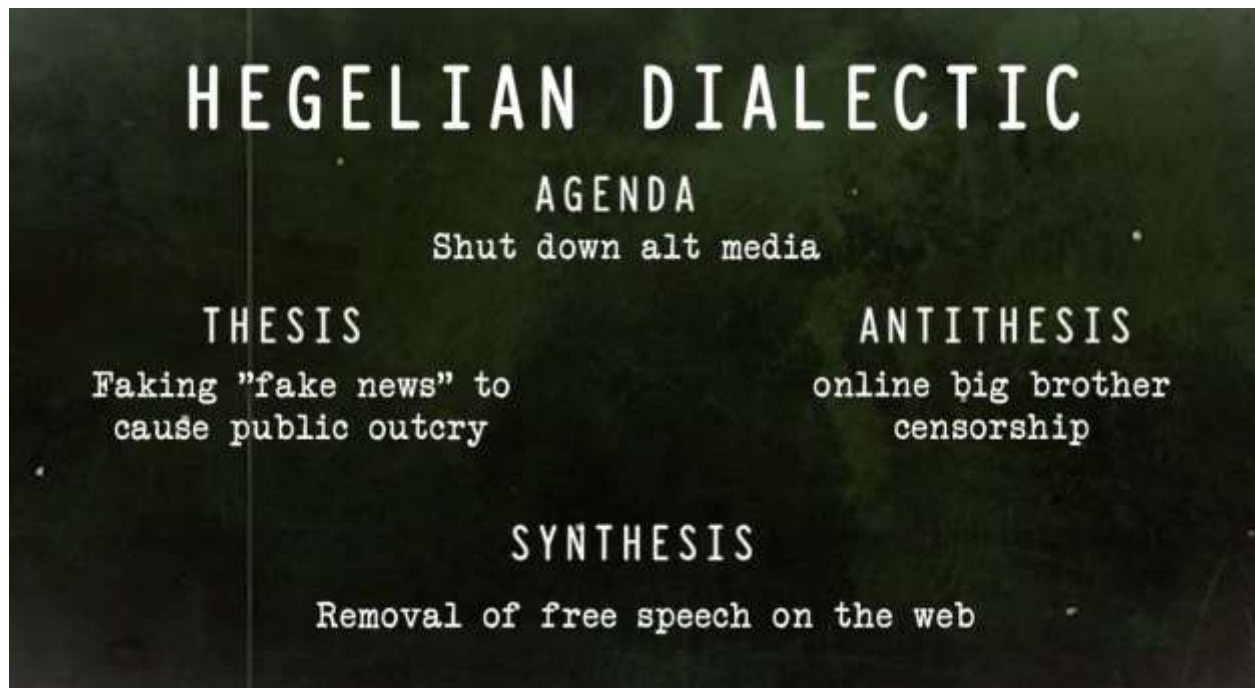 HEGELIAN DIALECTIC
AGENDA
Shut down alt media
THESIS
Faking "fake news" to
cause public outcry
ANTITHESIS
online big brother
censorship
SYNTHESIS
Removal of free speech on the web